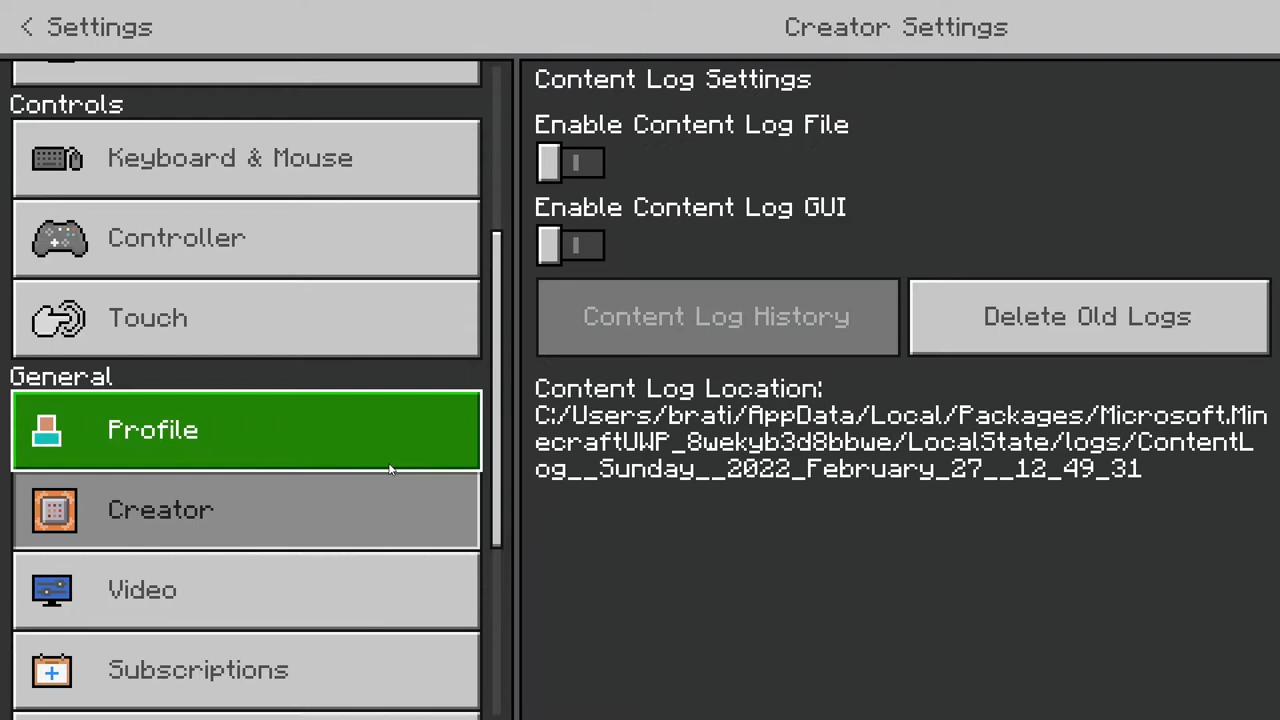 Settings
Creator Settings
Controls
Keyboard & Mouse
Controller
Touch
General
Profile
Creator
Video
Subscriptions
Content Log Settings
Enable Content Log File
Enable Content Log GUI
Content Log History
Delete Old Logs
Content Log Location:
C:/Users/brati/AppData/Local/Packages/Microsoft.Min
ecraftUWP_8wekyb3d8bbwe/LocalState/logs/ContentL
og__Sunday__2022_February_27__12_49_31